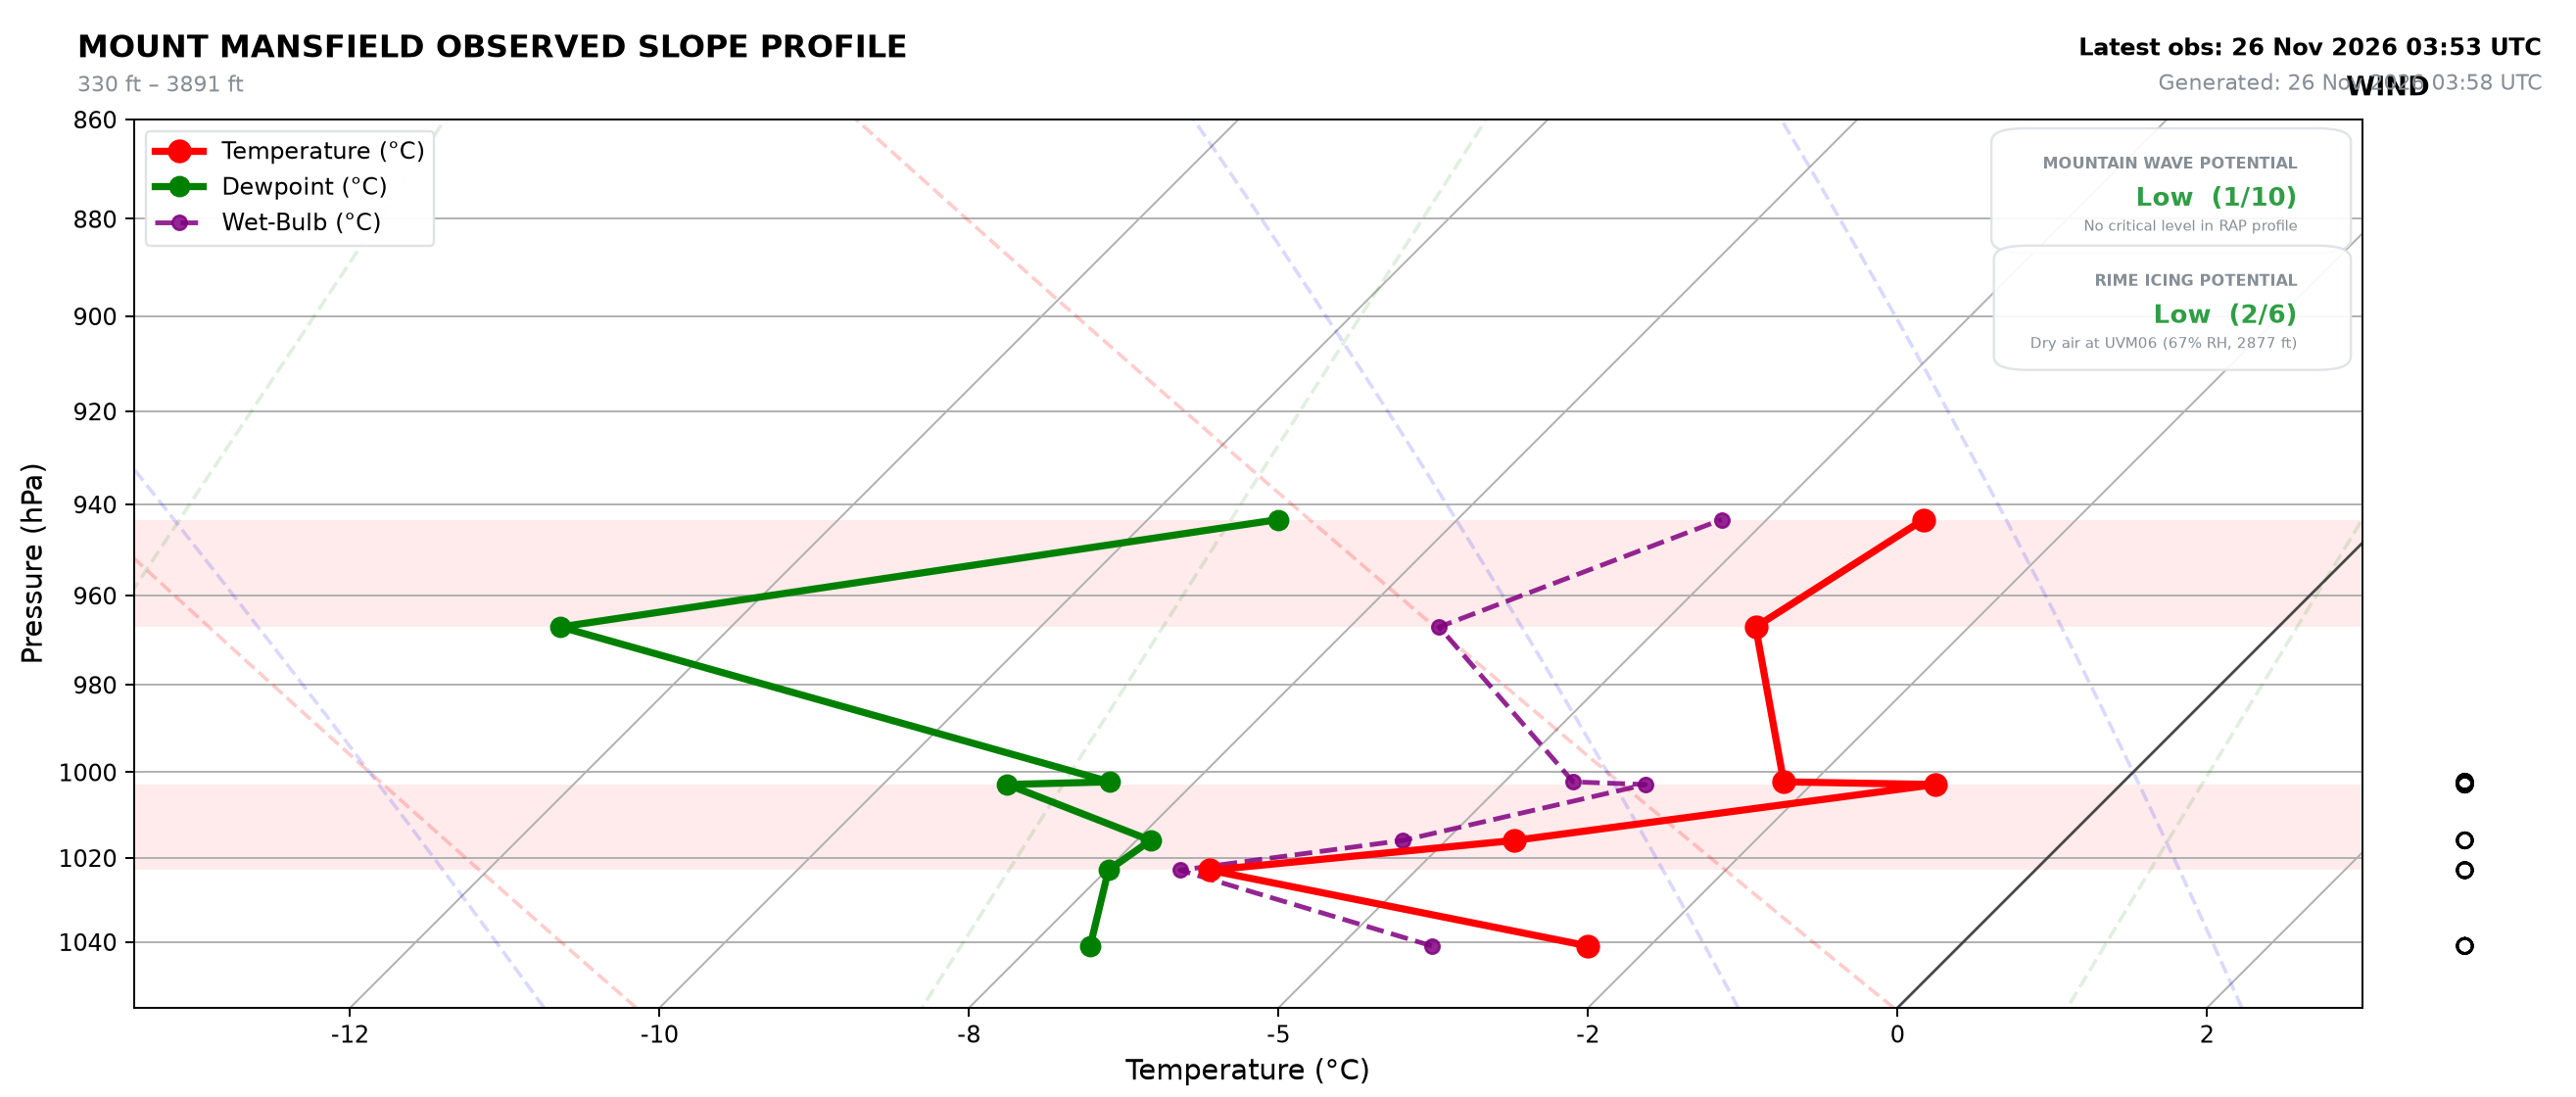 MOUNT MANSFIELD OBSERVED SLOPE PROFILE
330 ft – 3891 ft
Latest obs: 26 Nov 2026 03:53 UTC
Generated: 26 Nov 2026 03:58 UTC
WIND
Temperature (°C)
Dewpoint (°C)
Wet-Bulb (°C)
MOUNTAIN WAVE POTENTIAL
Low (1/10)
No critical level in RAP profile
RIME ICING POTENTIAL
Low (2/6)
Dry air at UVM06 (67% RH, 2877 ft)
Pressure (hPa)
860
880
900
920
940
960
980
1000
1020
1040
-12
-10
-8
-5
-2
0
2
Temperature (°C)